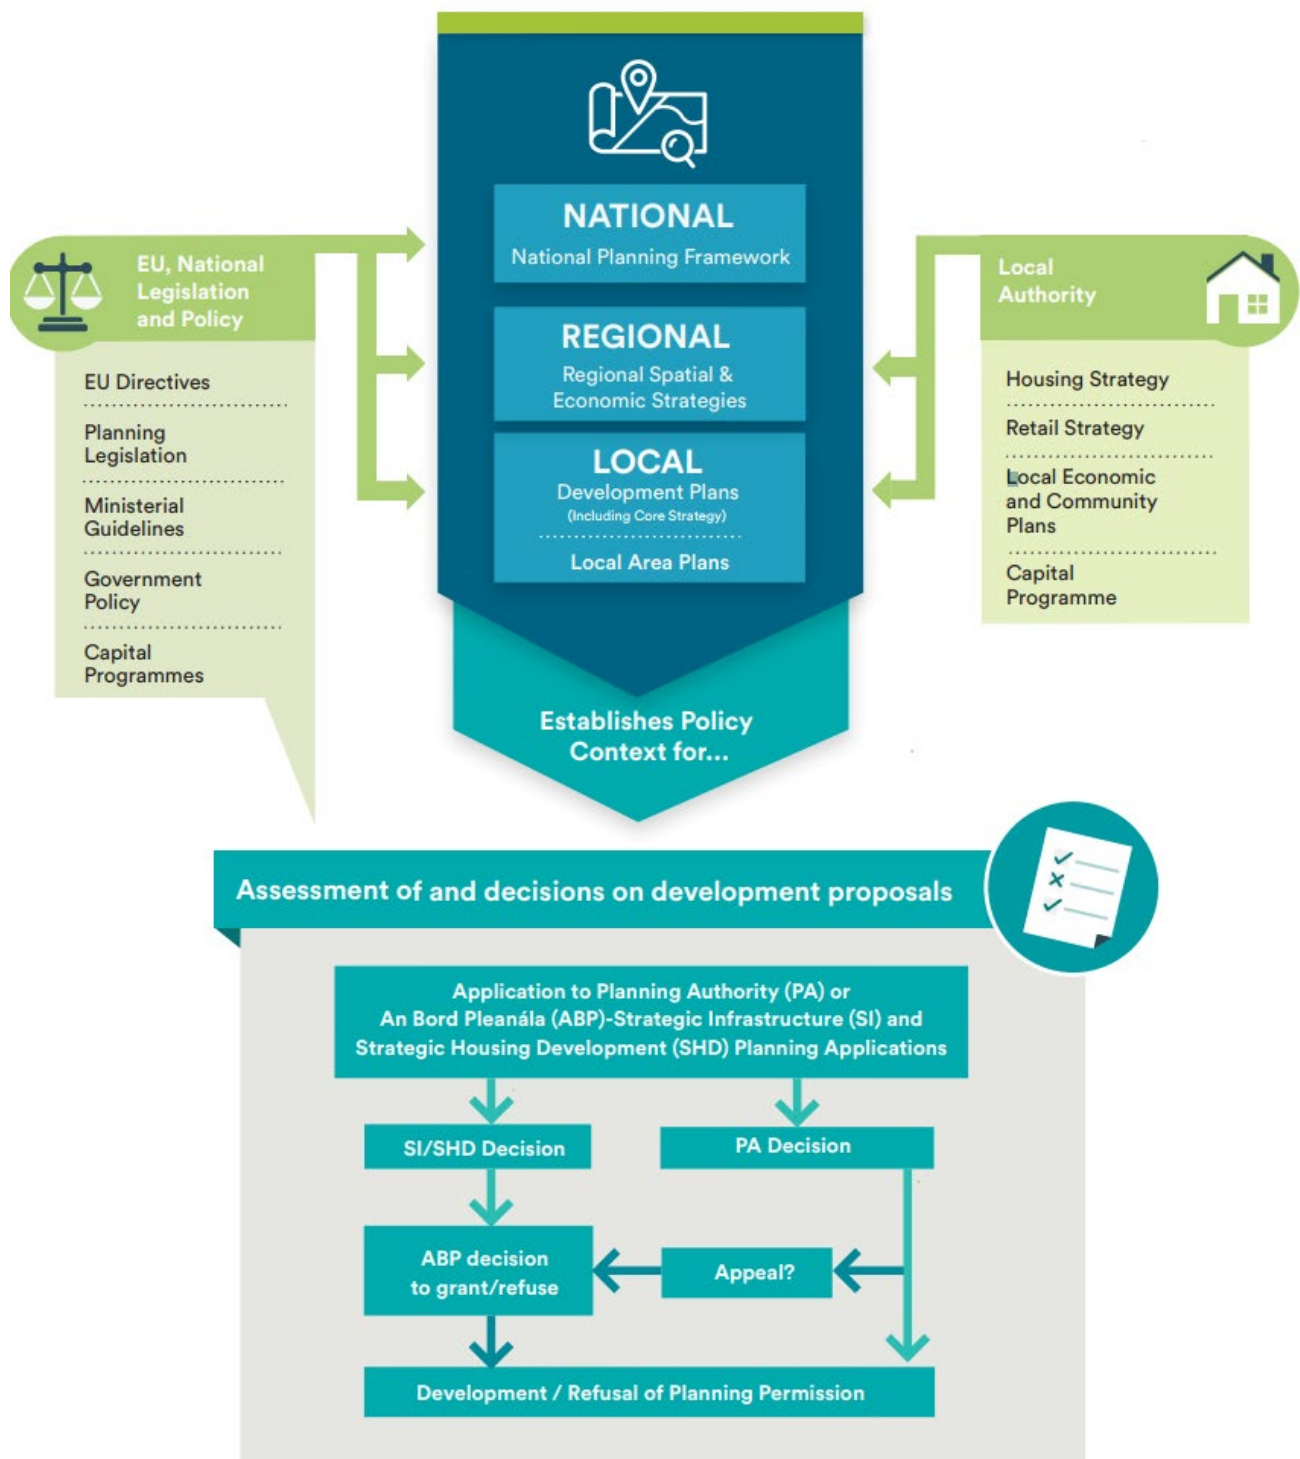 NATIONAL
National Planning Framework
REGIONAL
Regional Spatial &
Economic Strategies
LOCAL
Development Plans
(Including Core Strategy)
Local Area Plans
EU, National
Legislation
and Policy
EU Directives
Planning
Legislation
Ministerial
Guidelines
Government
Policy
Capital
Programmes
Local
Authority
Housing Strategy
Retail Strategy
Local Economic
and Community
Plans
Capital
Programme
Establishes Policy
Context for...
Assessment of and decisions on development proposals
Application to Planning Authority (PA) or
An Bord Pleanála (ABP)-Strategic Infrastructure (SI) and
Strategic Housing Development (SHD) Planning Applications
SI/SHD Decision
PA Decision
ABP decision
to grant/refuse
Appeal?
Development / Refusal of Planning Permission